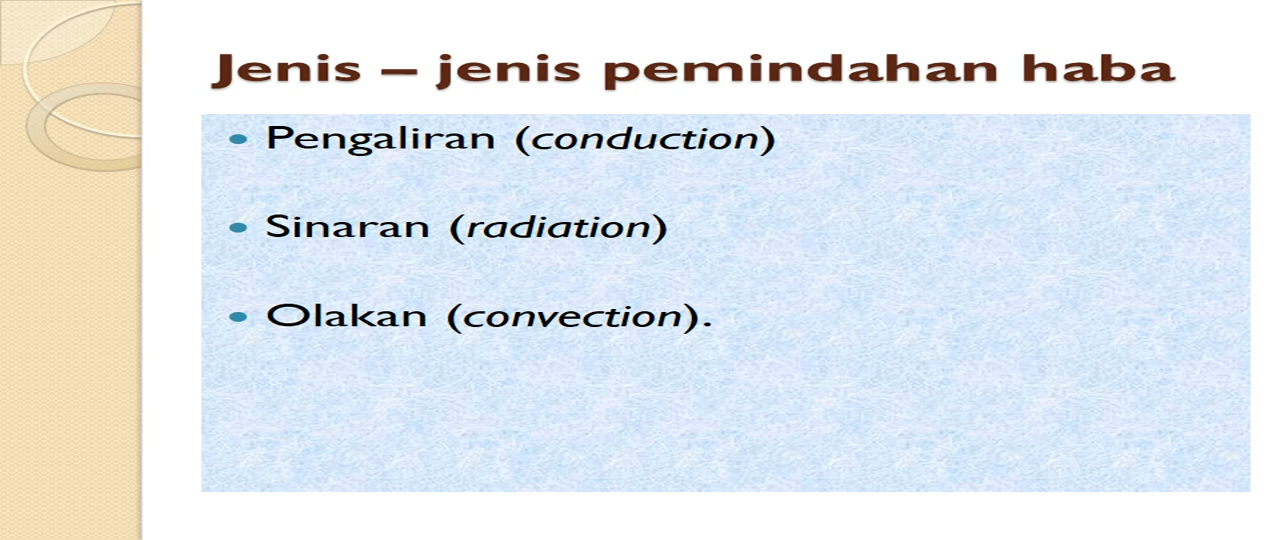 Jenis – jenis pemindahan haba
• Pengaliran (conduction)
• Sinaran (radiation)
• Olakan (convection).